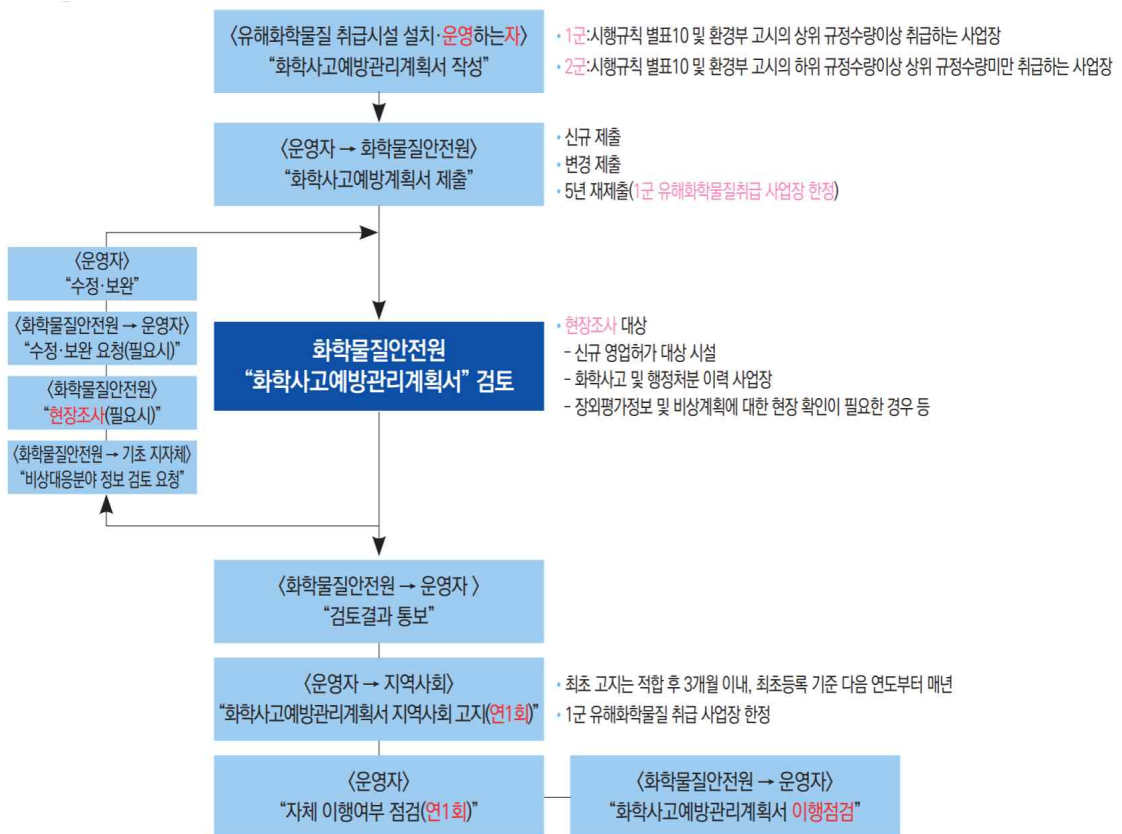 〈유해화학물질 취급시설 설치·운영하는자〉
“화학사고예방관리계획서 작성”
• 1군:시행규칙 별표10 및 환경부 고시의 상위 규정수량이상 취급하는 사업장
• 2군:시행규칙 별표10 및 환경부 고시의 하위 규정수량이상 상위 규정수량미만 취급하는 사업장
〈운영자 → 화학물질안전원〉
“화학사고예방계획서 제출”
• 신규 제출
• 변경 제출
• 5년 재제출(1군 유해화학물질취급 사업장 한정)
〈운영자〉
“수정·보완”
〈화학물질안전원 → 운영자〉
“수정·보완 요청(필요시)”
〈화학물질안전원〉
“현장조사(필요시)”
〈화학물질안전원 → 기초 지자체〉
“비상대응분야 정보 검토 요청”
화학물질안전원
“화학사고예방관리계획서” 검토
• 현장조사 대상
- 신규 영업허가 대상 시설
- 화학사고 및 행정처분 이력 사업장
- 장외평가정보 및 비상계획에 대한 현장 확인이 필요한 경우 등
〈화학물질안전원 → 운영자 〉
“검토결과 통보”
〈운영자 → 지역사회〉
“화학사고예방관리계획서 지역사회 고지(연1회)”
• 최초 고지는 적합 후 3개월 이내, 최초등록 기준 다음 연도부터 매년
• 1군 유해화학물질 취급 사업장 한정
〈운영자〉
“자체 이행여부 점검(연1회)”
〈화학물질안전원 → 운영자〉
“화학사고예방관리계획서 이행점검”